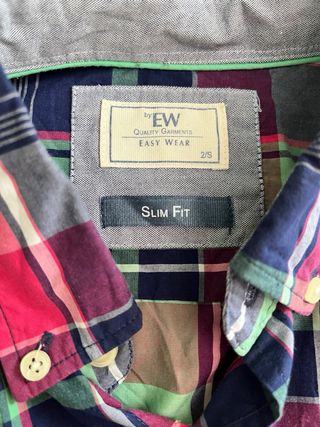 by EW
QUALITY GARMENTS
EASY WEAR
2/S
SLIM FIT